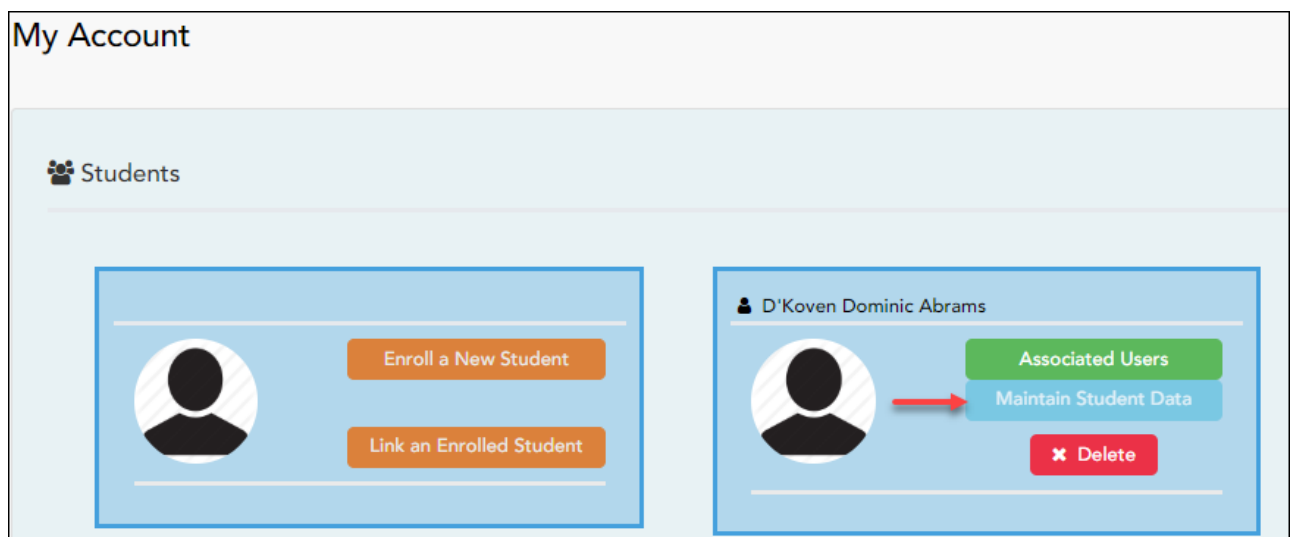 My Account
Students
Enroll a New Student
Link an Enrolled Student
D'Koven Dominic Abrams
Associated Users
Maintain Student Data
Delete